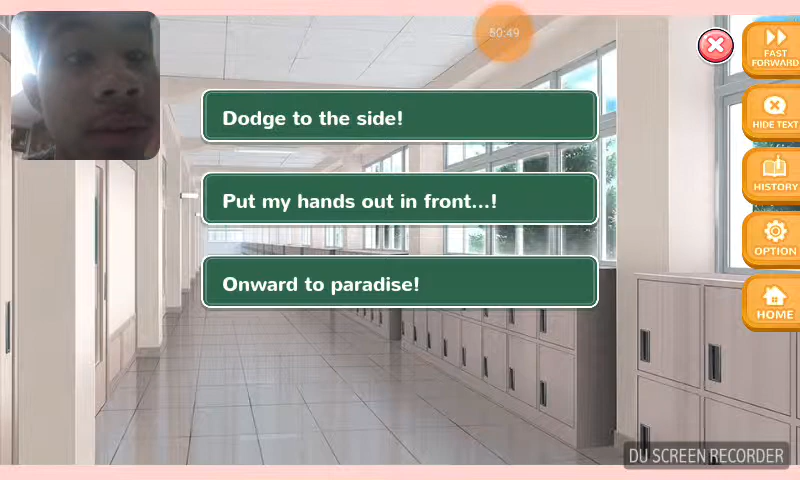 50:49
FAST
FORWARD
Dodge to the side!
HIDE TEXT
Put my hands out in front...!
HISTORY
OPTION
Onward to paradise!
HOME
DU SCREEN RECORDER